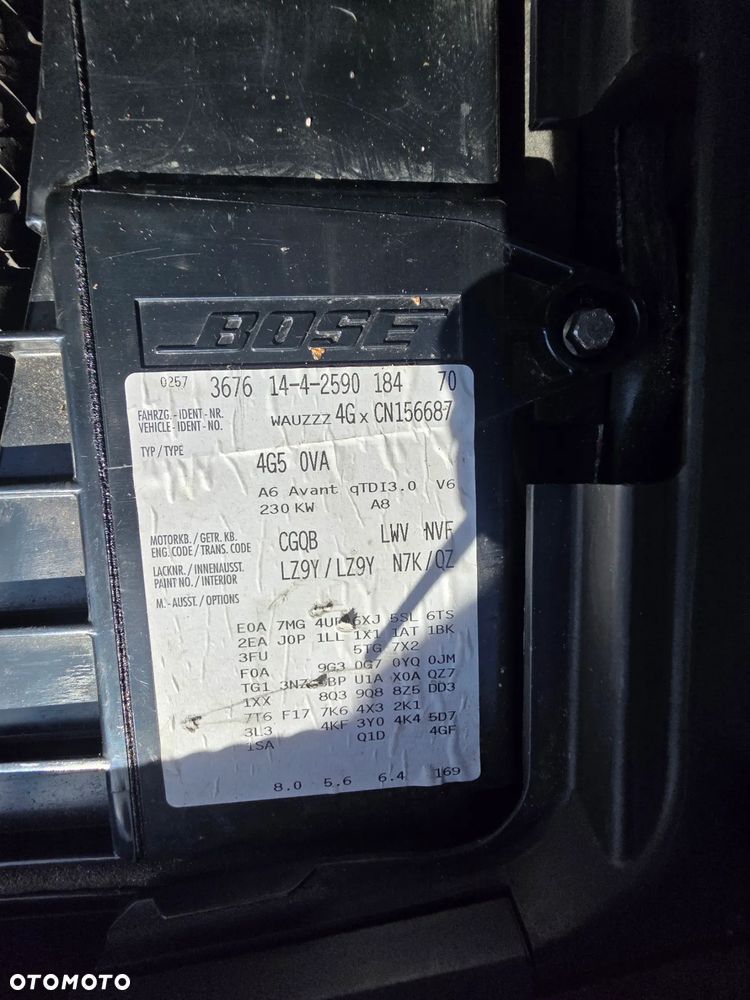 BOSE
0257 3676 14-4-2590 184 70
FAHRZG.-IDENT-NR.
VEHICLE-IDENT-NO. WAUZZZ 4G x CN156687
TYP/TYPE
4G5 0VA
A6 Avant qTDI3.0 V6
230 KW A8
MOTORKB./GETR.KB.
ENG.CODE/TRANS.CODE CGQB LWV NVF
LACKNR./INNENAUSST.
PAINT NO./INTERIOR LZ9Y/LZ9Y N7K/QZ
M.-AUSST./OPTIONS
E0A 7MG 6XJ 5SL 6TS
2EA J0P 1LL 1X1 1AT 1BK
3FU 5TG 7X2
F0A 9G3 0G7 0YQ 0JM
TG1 U1A X0A QZ7
1XX 8Q3 9Q8 8Z5 DD3
7T6 F17 7K6 4X3 2K1
3L3 4KF 3Y0 4K4 5D7
1SA Q1D 4GF
8.0 5.6 6.4 169
OTOMOTO